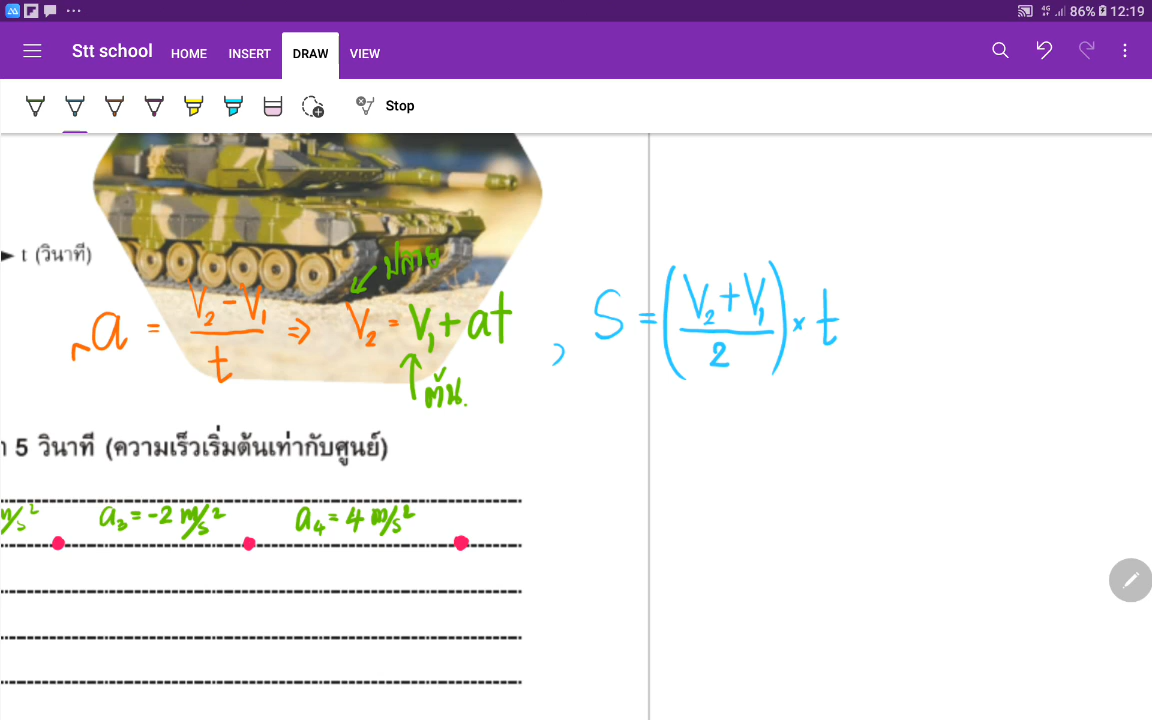 4G 86% 12:19
Stt school HOME INSERT DRAW VIEW
Stop
t (วินาที)
ปลาย
a = (V₂ - V₁)/t => V₂ = V₁ + at , S = ((V₂ + V₁)/2) × t
ต้น.
5 วินาที (ความเร็วเริ่มต้นเท่ากับศูนย์)
m/s² a₃ = -2 m/s² a₄ = 4 m/s²